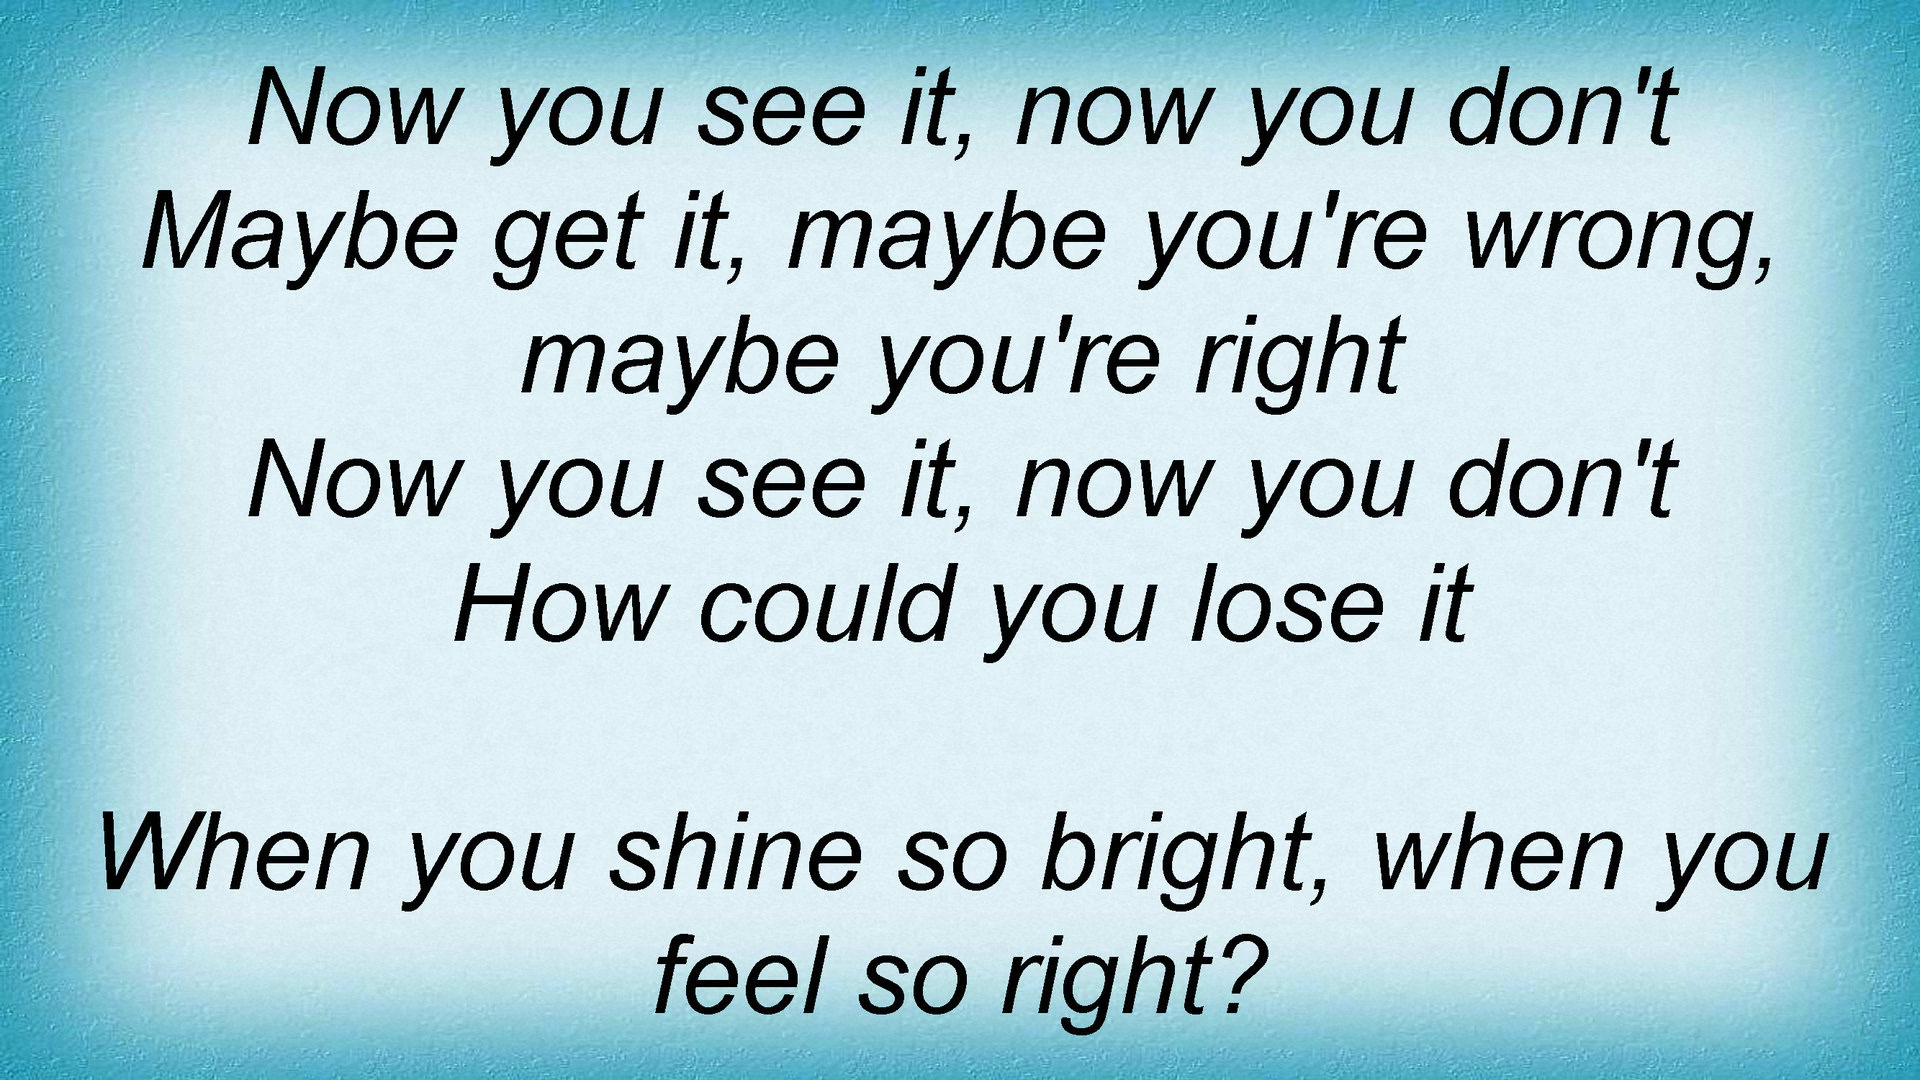 Now you see it, now you don't
Maybe get it, maybe you're wrong,
maybe you're right
Now you see it, now you don't
How could you lose it
When you shine so bright, when you
feel so right?